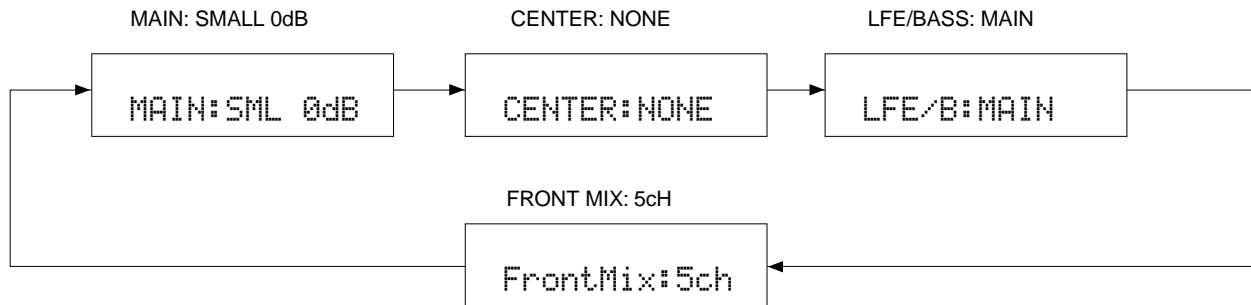 MAIN: SMALL 0dB
CENTER: NONE
LFE/BASS: MAIN
MAIN:SML 0dB
CENTER:NONE
LFE/B:MAIN
FRONT MIX: 5cH
FrontMix:5ch